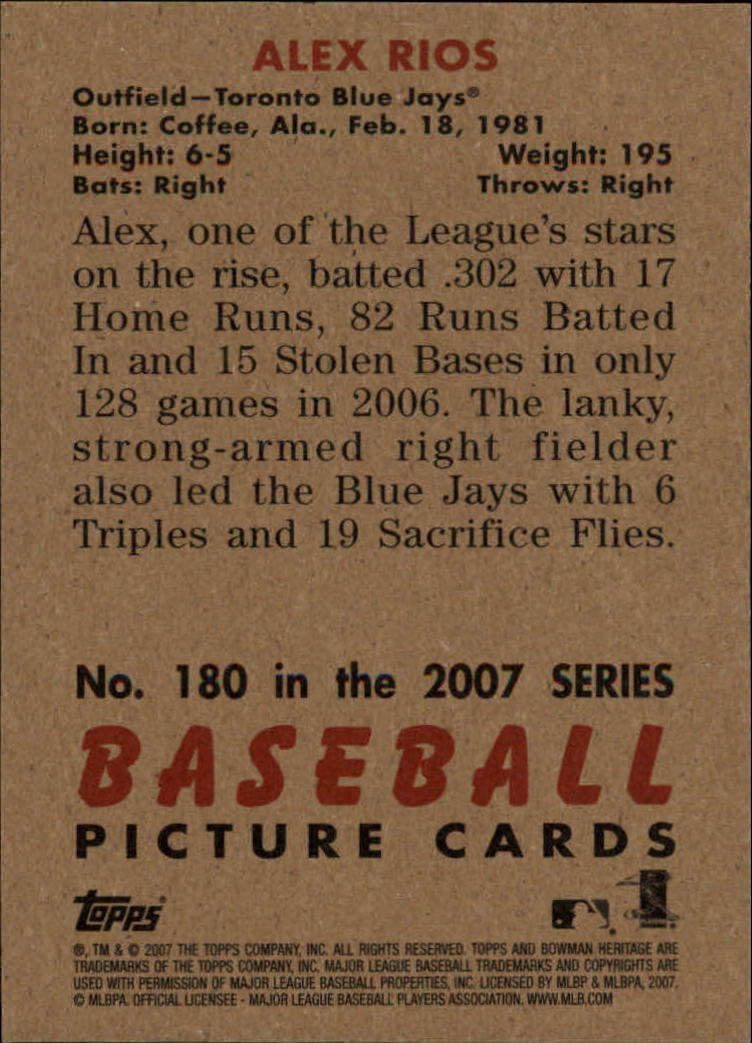 ALEX RIOS
Outfield—Toronto Blue Jays®
Born: Coffee, Ala., Feb. 18, 1981
Height: 6-5 Weight: 195
Bats: Right Throws: Right
Alex, one of the League's stars
on the rise, batted .302 with 17
Home Runs, 82 Runs Batted
In and 15 Stolen Bases in only
128 games in 2006. The lanky,
strong-armed right fielder
also led the Blue Jays with 6
Triples and 19 Sacrifice Flies.
No. 180 in the 2007 SERIES
BASEBALL
PICTURE CARDS
Topps
®, TM & © 2007 THE TOPPS COMPANY, INC. ALL RIGHTS RESERVED. TOPPS AND BOWMAN HERITAGE ARE
TRADEMARKS OF THE TOPPS COMPANY, INC. MAJOR LEAGUE BASEBALL TRADEMARKS AND COPYRIGHTS ARE
USED WITH PERMISSION OF MAJOR LEAGUE BASEBALL PROPERTIES, INC. LICENSED BY MLBP & MLBPA, 2007.
© MLBPA. OFFICIAL LICENSEE - MAJOR LEAGUE BASEBALL PLAYERS ASSOCIATION. WWW.MLB.COM